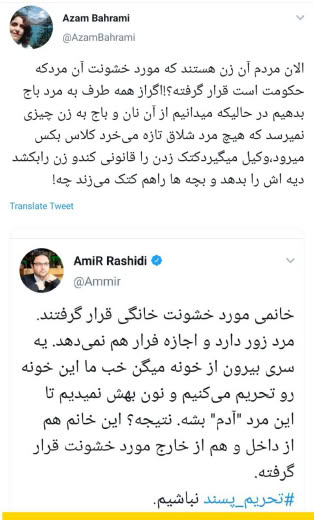 Azam Bahrami
@AzamBahrami
الان مردم آن زن هستند که مورد خشونت آن مردکه
حکومت است قرار گرفته؟!اگراز همه طرف به مرد باج
بدهیم در حالیکه میدانیم از آن نان و باج به زن چیزی
نمیرسد که هیچ مرد شلاق تازه می‌خرد کلاس بکس
میرود،وکیل میگیردکتک زدن را قانونی کندو زن رابکشد
دیه اش را بدهد و بچه ها راهم کتک می‌زند چه!
Translate Tweet
AmiR Rashidi
@Ammir
خانمی مورد خشونت خانگی قرار گرفتند.
مرد زور دارد و اجازه فرار هم نمی‌دهد. یه
سری بیرون از خونه میگن خب ما این خونه
رو تحریم می‌کنیم و نون بهش نمیدیم تا
این مرد "آدم" بشه. نتیجه؟ این خانم هم
از داخل و هم از خارج مورد خشونت قرار
گرفته.
#تحریم_پسند نباشیم.